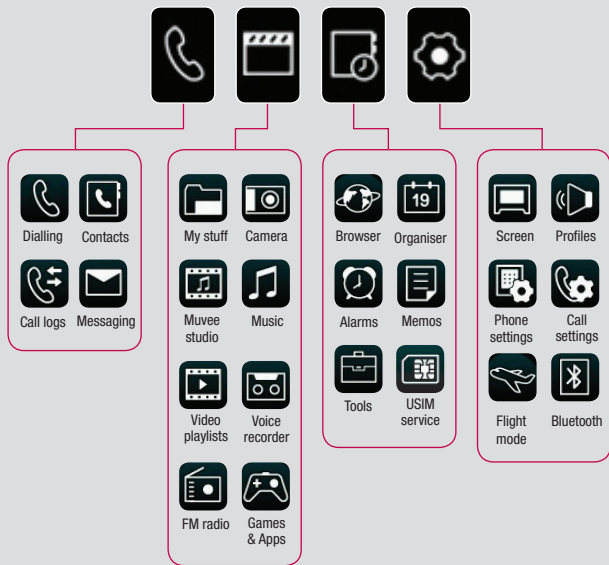 Dialling
Contacts
Call logs
Messaging
My stuff
Camera
Muvee
studio
Music
Video
playlists
Voice
recorder
FM radio
Games
& Apps
Browser
19
Organiser
Alarms
Memos
Tools
USIM
service
Screen
Profiles
Phone
settings
Call
settings
Flight
mode
Bluetooth